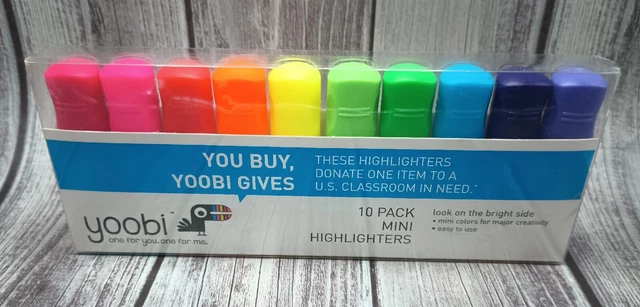 YOU BUY,
YOOBI GIVES
THESE HIGHLIGHTERS
DONATE ONE ITEM TO A
U.S. CLASSROOM IN NEED.*
yoobi™
one for you. one for me.
10 PACK
MINI
HIGHLIGHTERS
look on the bright side
• mini colors for major creativity
• easy to use